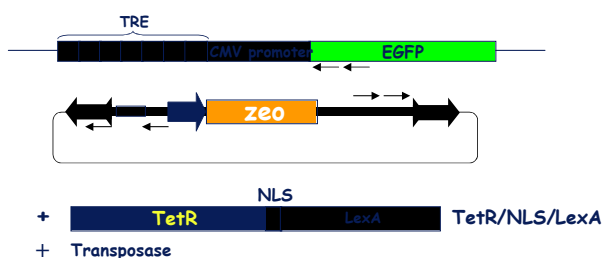 TRE
CMV promoter EGFP
zeo
NLS
+ TetR LexA TetR/NLS/LexA
+ Transposase